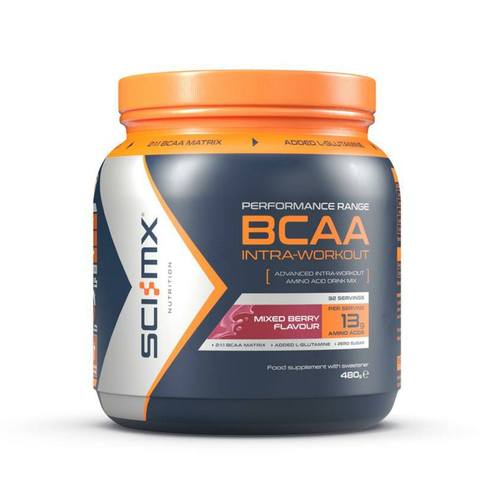 2:1:1 BCAA MATRIX
ADDED L-GLUTAMINE
SCI-MX®
NUTRITION
PERFORMANCE RANGE
BCAA
INTRA-WORKOUT
[ ADVANCED INTRA-WORKOUT
AMINO ACID DRINK MIX ]
32 SERVINGS
MIXED BERRY
FLAVOUR
PER SERVING
13g
AMINO ACIDS
• 2:1:1 BCAA MATRIX • ADDED L-GLUTAMINE • ZERO SUGAR
Food supplement with sweetener
480g℮